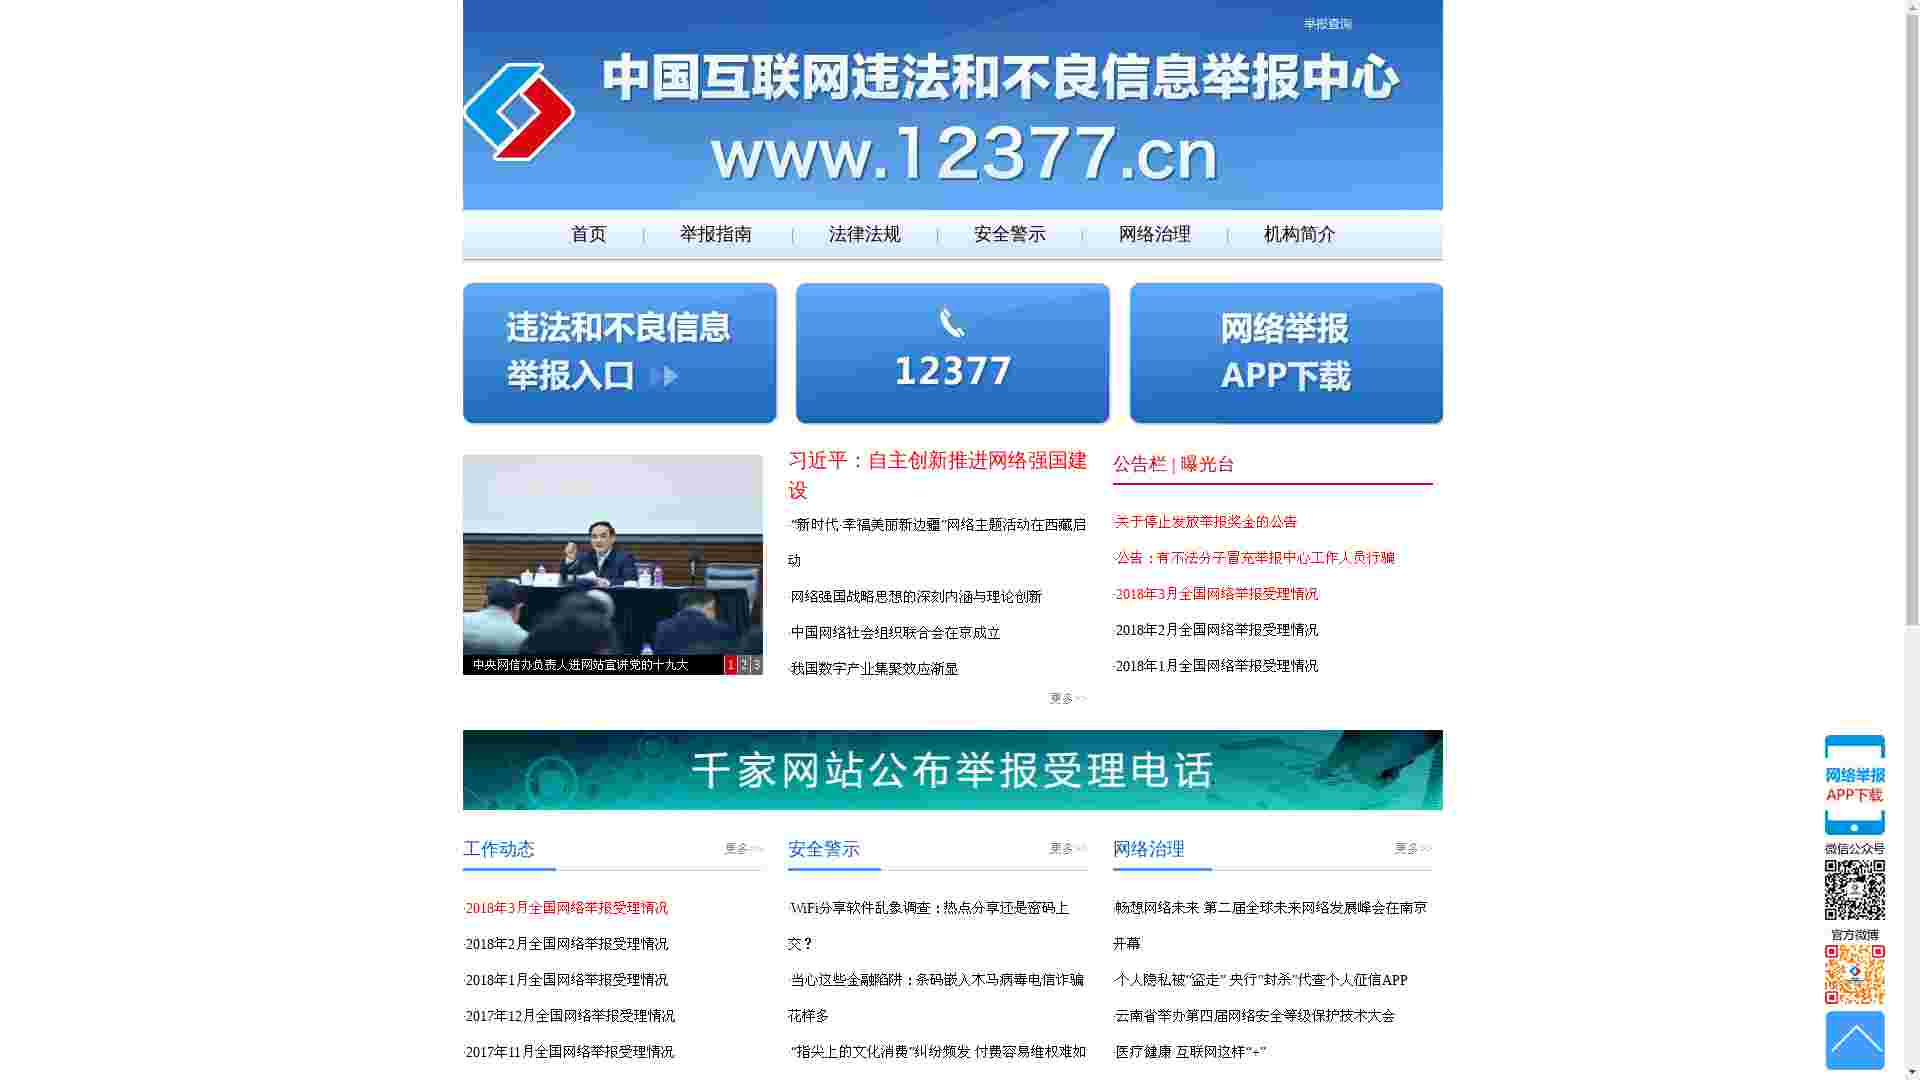 举报查询
中国互联网违法和不良信息举报中心
www.12377.cn
首页 | 举报指南 | 法律法规 | 安全警示 | 网络治理 | 机构简介
违法和不良信息
举报入口
12377
网络举报
APP下载
中央网信办负责人进网站宣讲党的十九大
1 2 3
习近平：自主创新推进网络强国建
设
·“新时代·幸福美丽新边疆”网络主题活动在西藏启
动
·网络强国战略思想的深刻内涵与理论创新
·中国网络社会组织联合会在京成立
·我国数字产业集聚效应渐显
更多>>
公告栏 | 曝光台
·关于停止发放举报奖金的公告
·公告：有不法分子冒充举报中心工作人员行骗
·2018年3月全国网络举报受理情况
·2018年2月全国网络举报受理情况
·2018年1月全国网络举报受理情况
千家网站公布举报受理电话
工作动态 更多>>
·2018年3月全国网络举报受理情况
·2018年2月全国网络举报受理情况
·2018年1月全国网络举报受理情况
·2017年12月全国网络举报受理情况
·2017年11月全国网络举报受理情况
安全警示 更多>>
·WiFi分享软件乱象调查：热点分享还是密码上
交？
·当心这些金融陷阱：条码嵌入木马病毒电信诈骗
花样多
·“指尖上的文化消费”纠纷频发 付费容易维权难如
网络治理 更多>>
·畅想网络未来 第二届全球未来网络发展峰会在南京
开幕
·个人隐私被“盗走” 央行“封杀”代查个人征信APP
·云南省举办第四届网络安全等级保护技术大会
·医疗健康·互联网这样“+”
网络举报
APP下载
微信公众号
官方微博